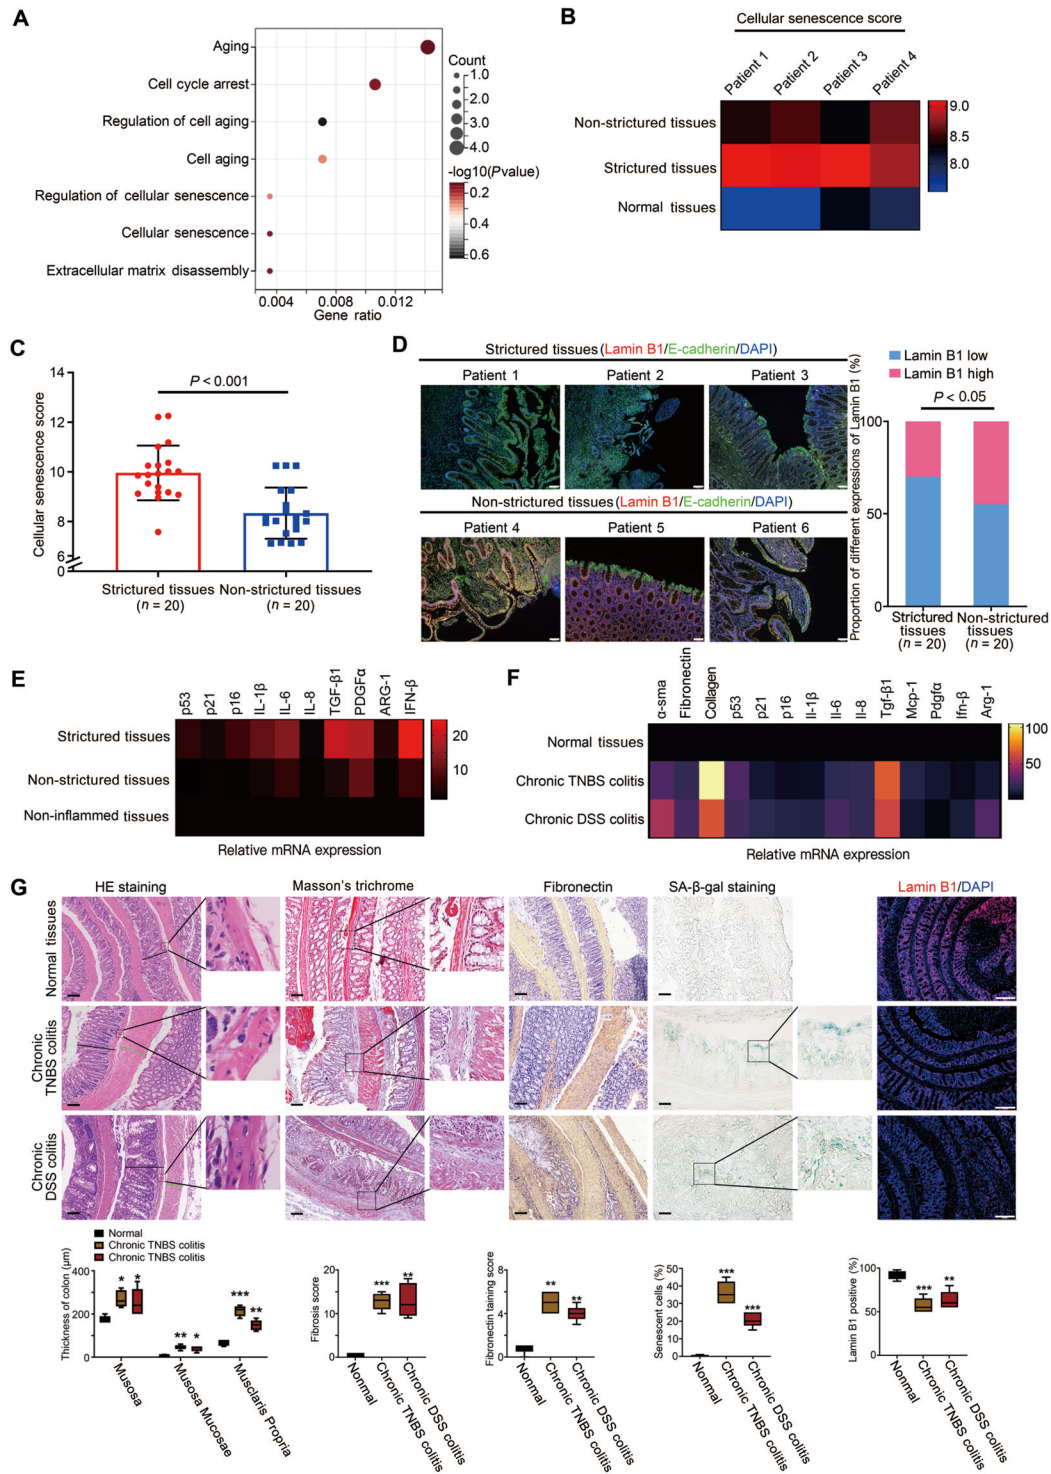 A
Aging
Cell cycle arrest
Regulation of cell aging
Cell aging
Regulation of cellular senescence
Cellular senescence
Extracellular matrix disassembly
0.004 0.008 0.012
Gene ratio
Count
1.0
2.0
3.0
4.0
-log10(Pvalue)
0.2
0.4
0.6
B
Cellular senescence score
Patient 1 Patient 2 Patient 3 Patient 4
Non-strictured tissues
Strictured tissues
Normal tissues
9.0
8.5
8.0
C
Cellular senescence score
14
12
10
8
6
0
P < 0.001
Strictured tissues Non-strictured tissues
(n = 20) (n = 20)
D
Strictured tissues (Lamin B1/E-cadherin/DAPI)
Patient 1 Patient 2 Patient 3
Non-strictured tissues (Lamin B1/E-cadherin/DAPI)
Patient 4 Patient 5 Patient 6
Proportion of different expressions of Lamin B1 (%)
Lamin B1 low
Lamin B1 high
P < 0.05
100
50
0
Strictured tissues (n = 20)
Non-strictured tissues (n = 20)
E
p53 p21 p16 IL-1β IL-6 IL-8 TGF-β1 PDGFα ARG-1 IFN-β
Strictured tissues
Non-strictured tissues
Non-inflammed tissues
20
10
Relative mRNA expression
F
α-sma Fibronectin Collagen p53 p21 p16 Il-1β Il-6 Il-8 Tgf-β1 Mcp-1 Pdgfα Ifn-β Arg-1
Normal tissues
Chronic TNBS colitis
Chronic DSS colitis
100
50
Relative mRNA expression
G
HE staining Masson's trichrome Fibronectin SA-β-gal staining Lamin B1/DAPI
Normal tissues
Chronic TNBS colitis
Chronic DSS colitis
Normal
Chronic TNBS colitis
Chronic TNBS colitis
Thickness of colon (μm)
400
200
0
* * ** * *** **
Musosa
Musosa Mucosae
Musclaris Propria
Fibrosis score
20
15
10
5
0
*** **
Nonmal
Chronic TNBS colitis
Chronic DSS colitis
Fibronectint taining score
8
6
4
2
0
** **
Nonmal
Chronic TNBS colitis
Chronic DSS colitis
Senescent cells (%)
50
40
30
20
10
0
*** ***
Nonmal
Chronic TNBS colitis
Chronic DSS colitis
Lamin B1 positive (%)
100
50
0
*** **
Nonmal
Chronic TNBS colitis
Chronic DSS colitis